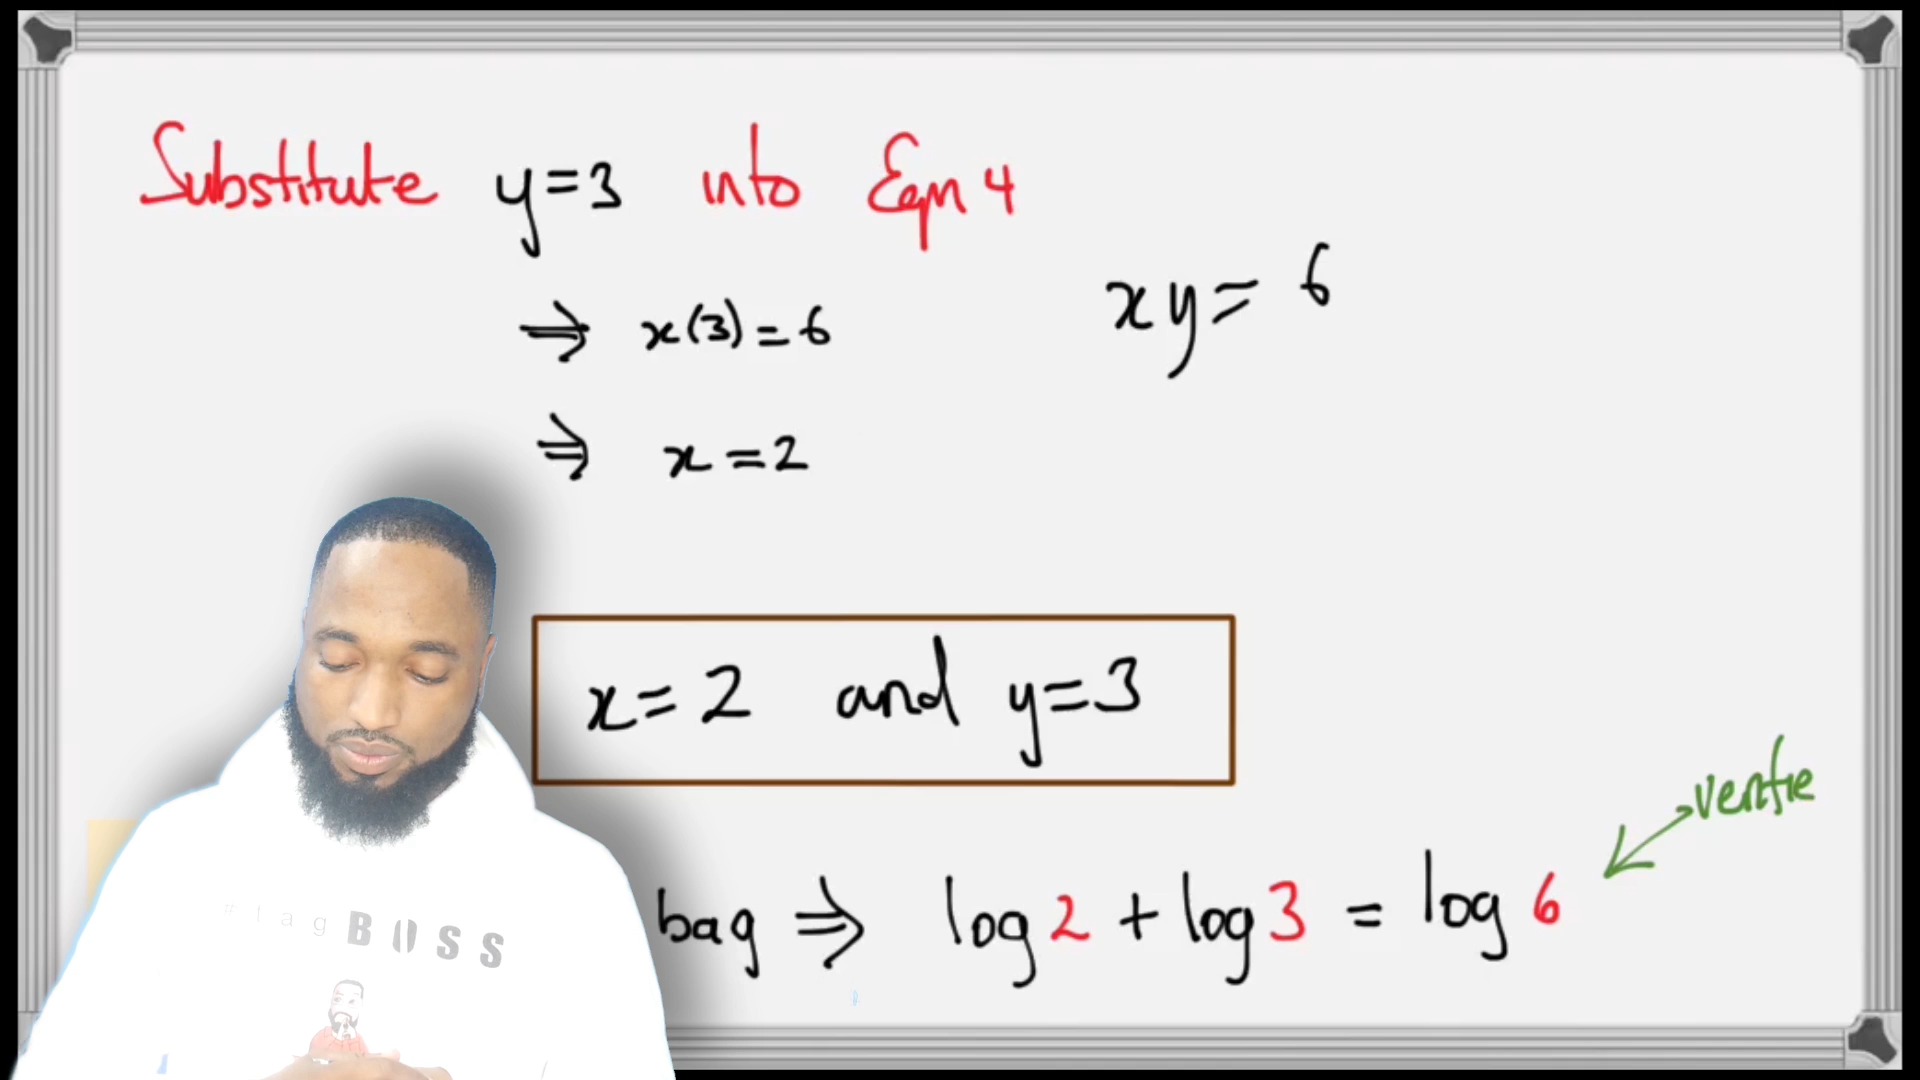 Substitute y=3 into Eqn 4
⇒ x(3) = 6
xy = 6
⇒ x = 2
x = 2 and y = 3
verifie
bag ⇒ log 2 + log 3 = log 6
#tagBOSS